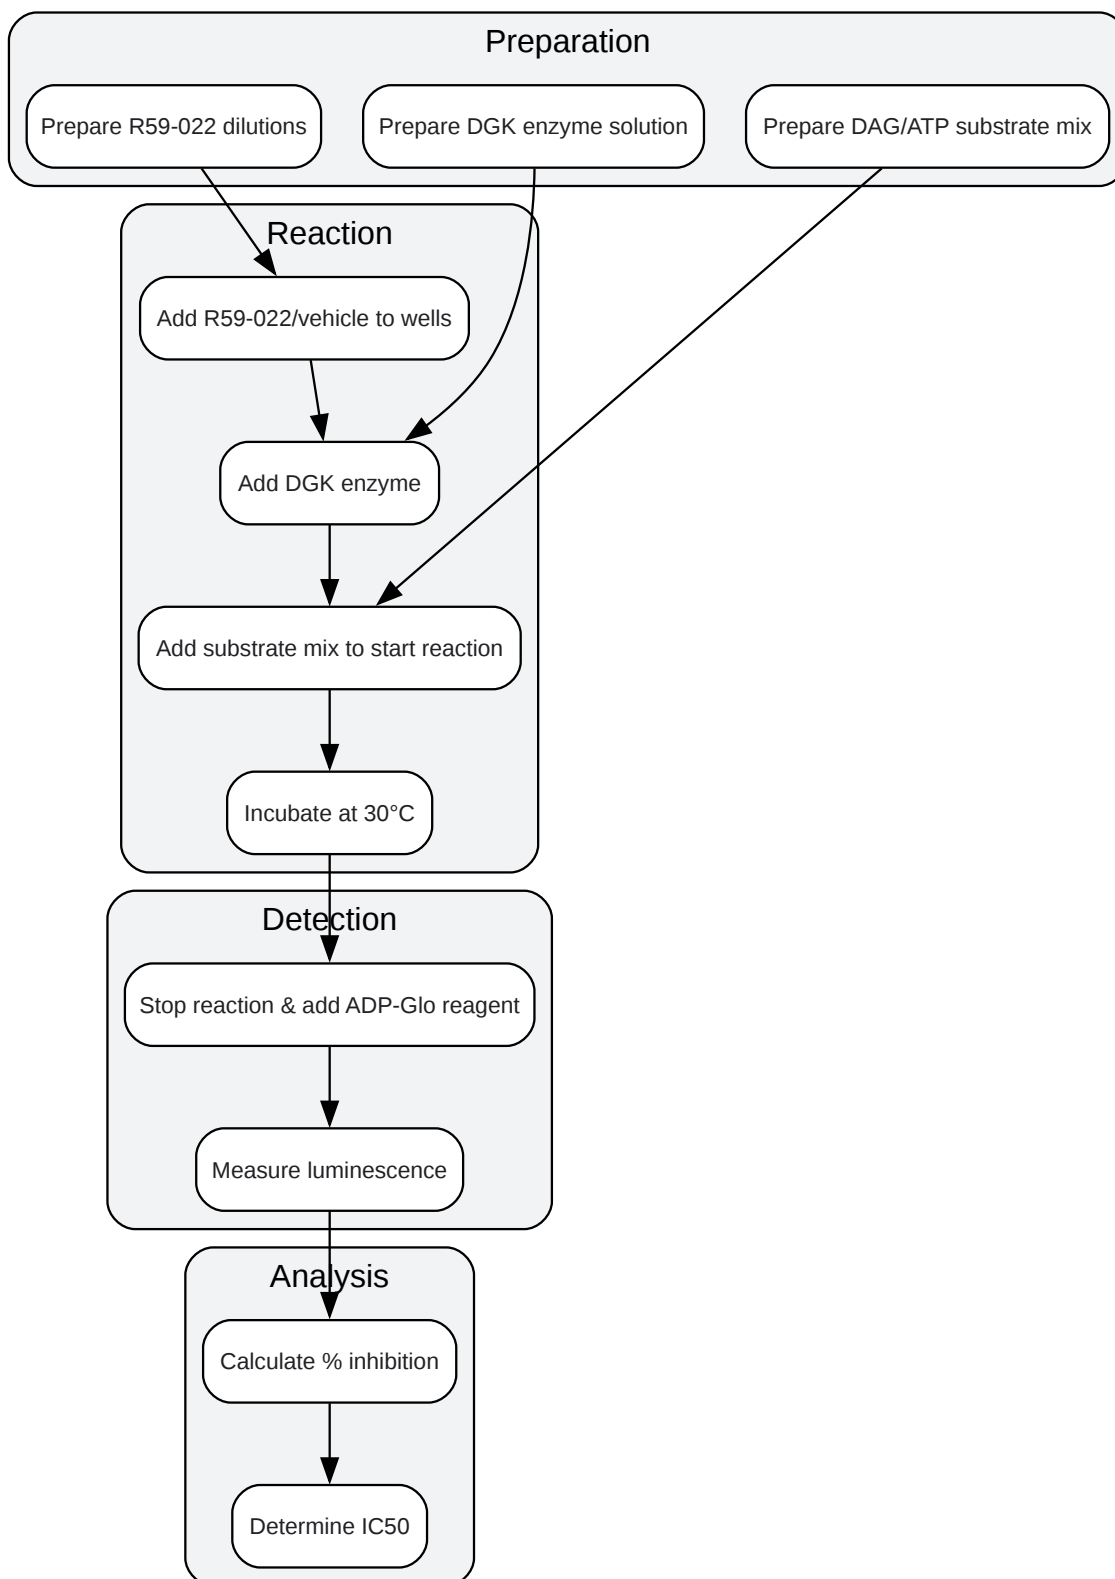 Preparation
Prepare R59-022 dilutions
Prepare DGK enzyme solution
Prepare DAG/ATP substrate mix
Reaction
Add R59-022/vehicle to wells
Add DGK enzyme
Add substrate mix to start reaction
Incubate at 30°C
Detection
Stop reaction & add ADP-Glo reagent
Measure luminescence
Analysis
Calculate % inhibition
Determine IC50